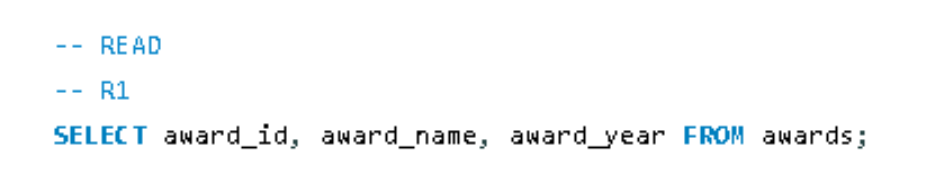 -- READ
-- R1
SELECT award_id, award_name, award_year FROM awards;